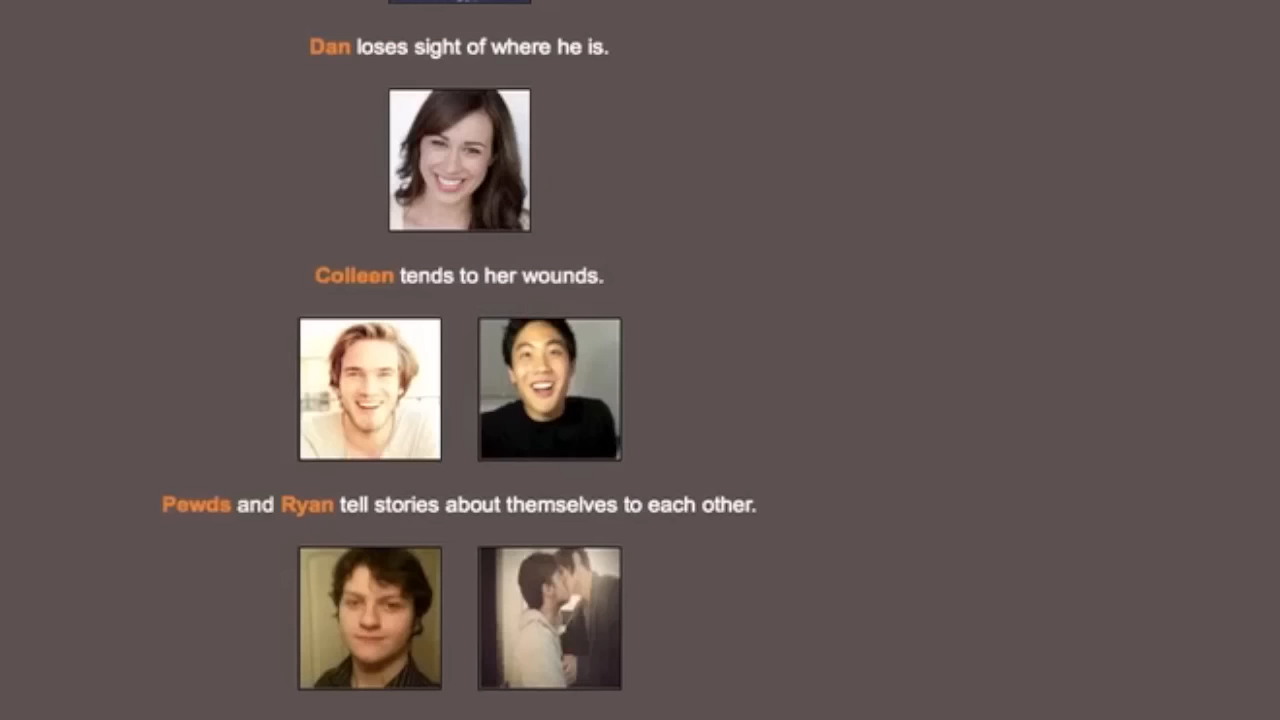 Dan loses sight of where he is.
Colleen tends to her wounds.
Pewds and Ryan tell stories about themselves to each other.